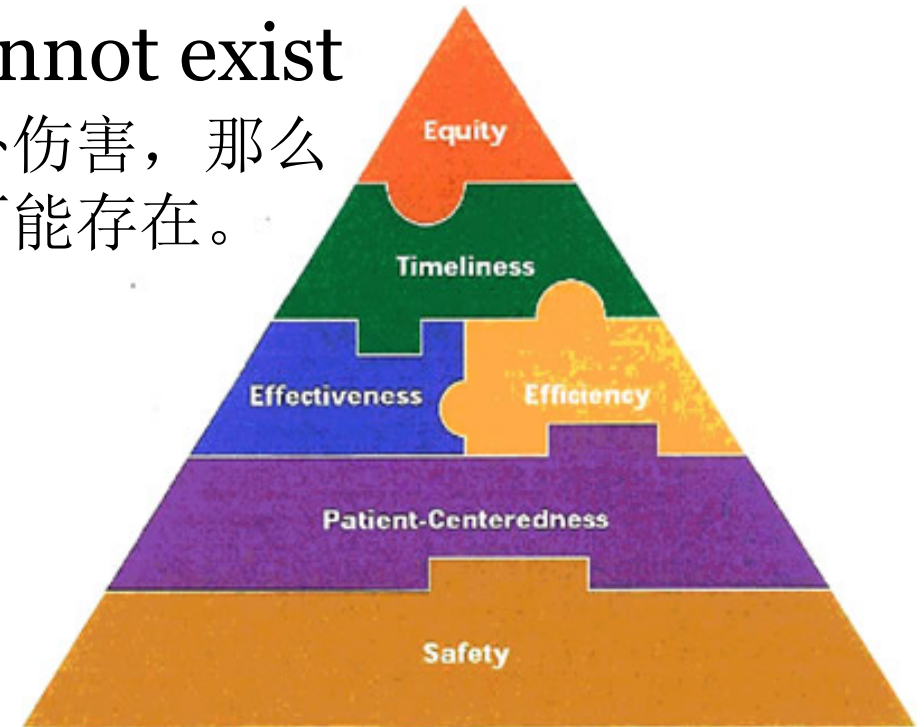 nnot exist
伤害，那么
能存在。
Equity
Timeliness
Effectiveness Efficiency
Patient-Centeredness
Safety